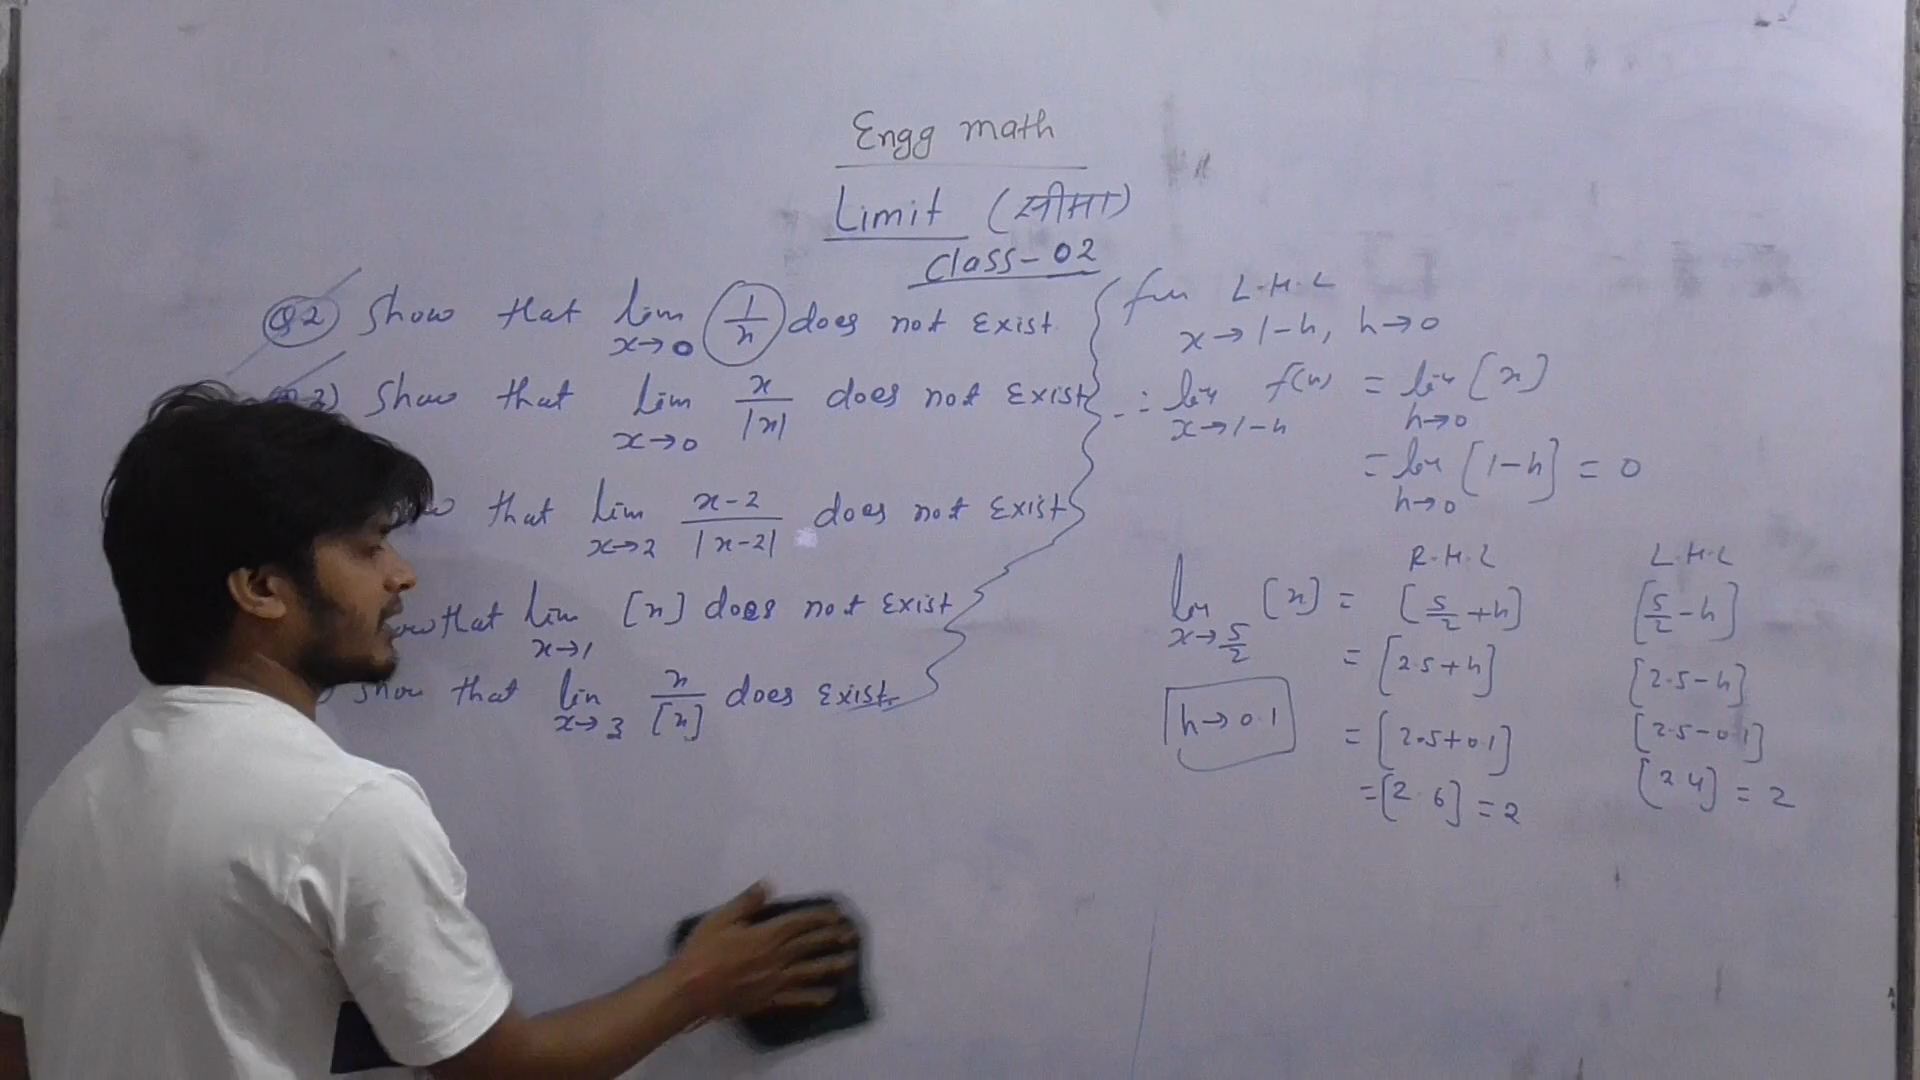 Engg math
Limit (सीमा)
Class-02
Q2) Show that lim x→0 1/x does not exist
Q3) Show that lim x→0 x/|x| does not Exist
that lim x→2 x-2/|x-2| does not Exist
that lim x→1 [x] does not Exist
Show that lim x→3 x/[x] does Exist.
for L.H.L
x→1-h, h→0
∴ lim x→1-h f(x) = lim h→0 [x]
= lim h→0 [1-h] = 0
R.H.L L.H.L
lim x→5/2 [x] = [5/2+h] [5/2-h]
= [2.5+h] [2.5-h]
h→0.1 = [2.5+0.1] [2.5-0.1]
= [2.6] = 2 [2.4] = 2